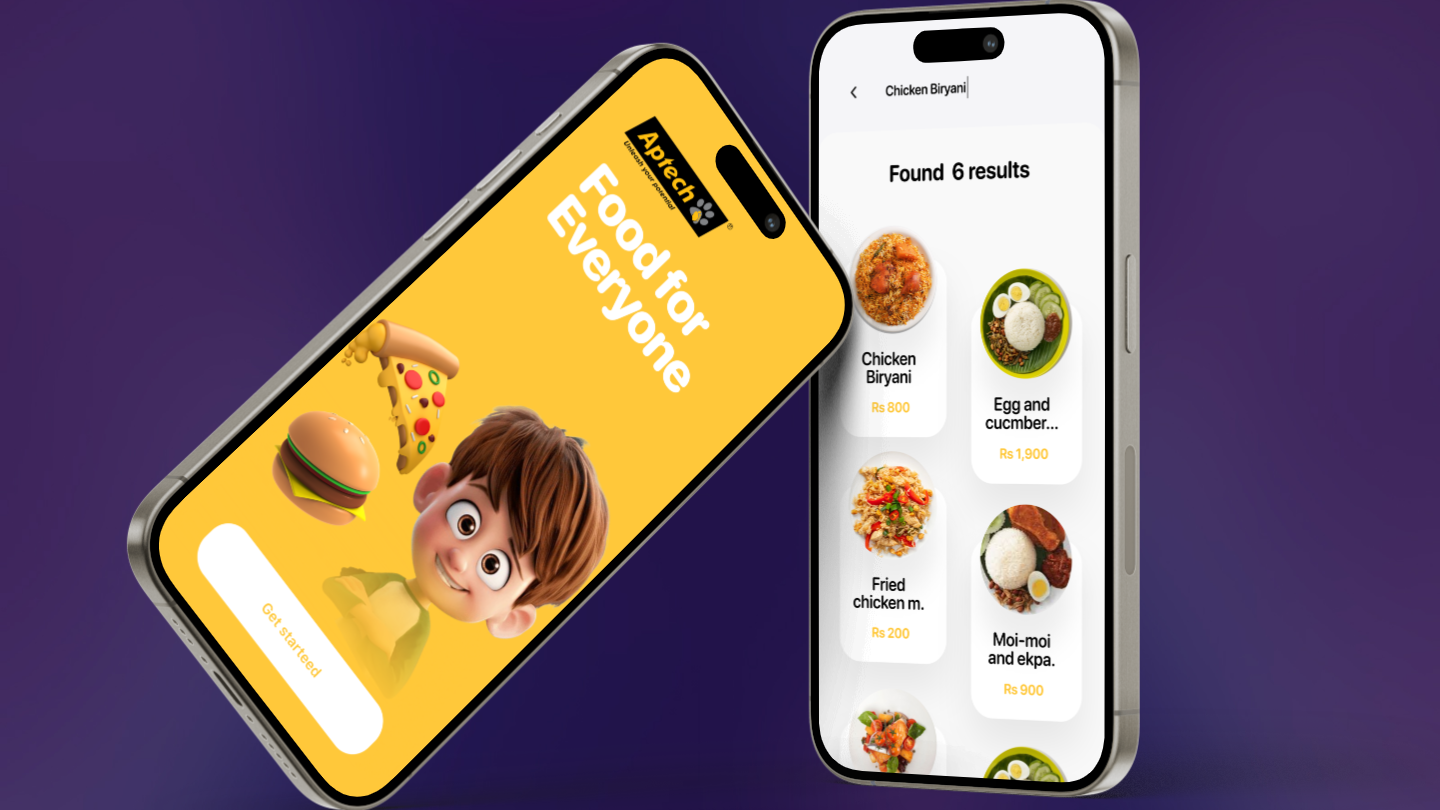 Aptech
Unleash your potential
®
Food for
Everyone
Get starteed
Chicken Biryani
Found 6 results
Chicken
Biryani
Rs 800
Egg and
cucmber...
Rs 1,900
Fried
chicken m.
Rs 200
Moi-moi
and ekpa.
Rs 900